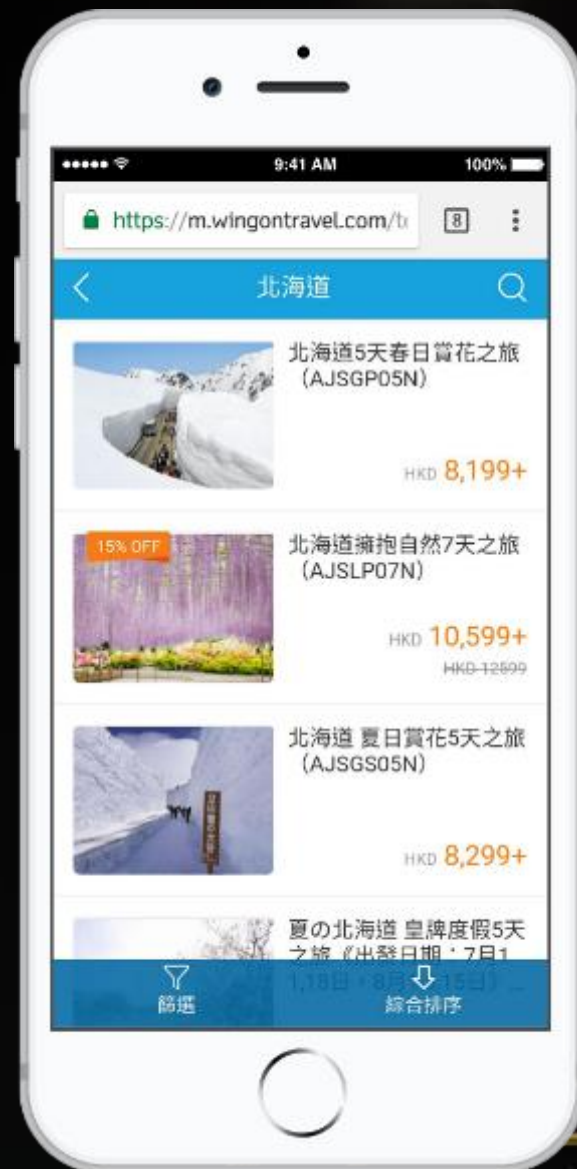 9:41 AM
100%
https://m.wingontravel.com/t
8
北海道
北海道5天春日賞花之旅
（AJSGP05N）
HKD 8,199+
15% OFF
北海道擁抱自然7天之旅
（AJSLP07N）
HKD 10,599+
HKD 12599
北海道 夏日賞花5天之旅
（AJSGS05N）
HKD 8,299+
夏の北海道 皇牌度假5天
之旅《出發日期：7月1
篩選
綜合排序